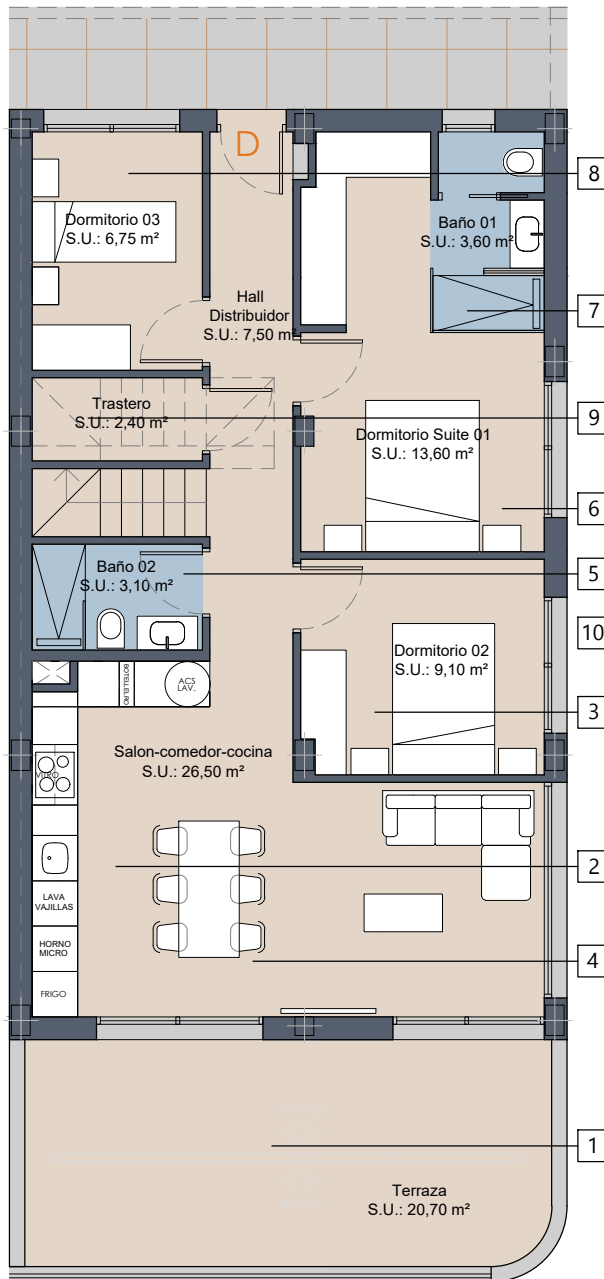 D
8
Dormitorio 03
S.U.: 6,75 m²
Baño 01
S.U.: 3,60 m²
Hall
Distribuidor
S.U.: 7,50 m²
7
Trastero
S.U.: 2,40 m²
9
Dormitorio Suite 01
S.U.: 13,60 m²
6
Baño 02
S.U.: 3,10 m²
5
10
Dormitorio 02
S.U.: 9,10 m²
BOTELLERO
ACS
LAV.
3
Salon-comedor-cocina
S.U.: 26,50 m²
VITRO
2
LAVA
VAJILLAS
HORNO
MICRO
4
FRIGO
1
Terraza
S.U.: 20,70 m²